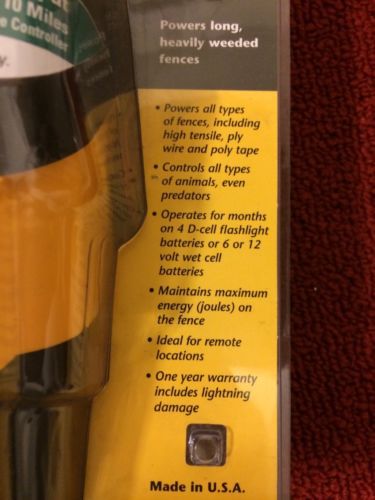 10 Miles
Controller
Powers long,
heavily weeded
fences
• Powers all types
of fences, including
high tensile, ply
wire and poly tape
• Controls all types
of animals, even
predators
• Operates for months
on 4 D-cell flashlight
batteries or 6 or 12
volt wet cell
batteries
• Maintains maximum
energy (joules) on
the fence
• Ideal for remote
locations
• One year warranty
includes lightning
damage
Made in U.S.A.